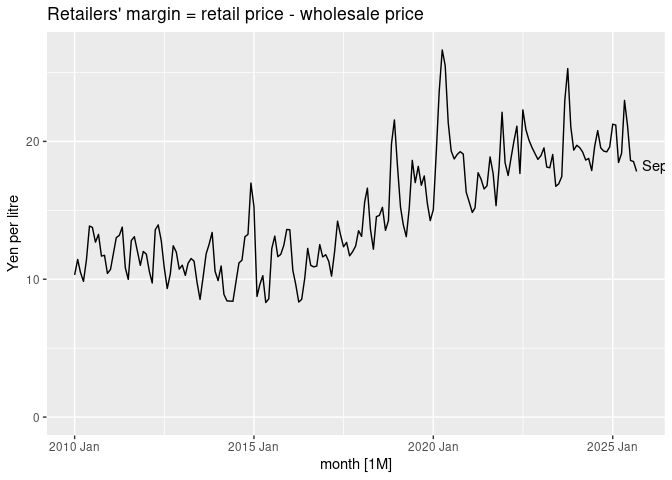 Retailers' margin = retail price - wholesale price
Yen per litre
20
10
0
Sep
2010 Jan
2015 Jan
2020 Jan
2025 Jan
month [1M]